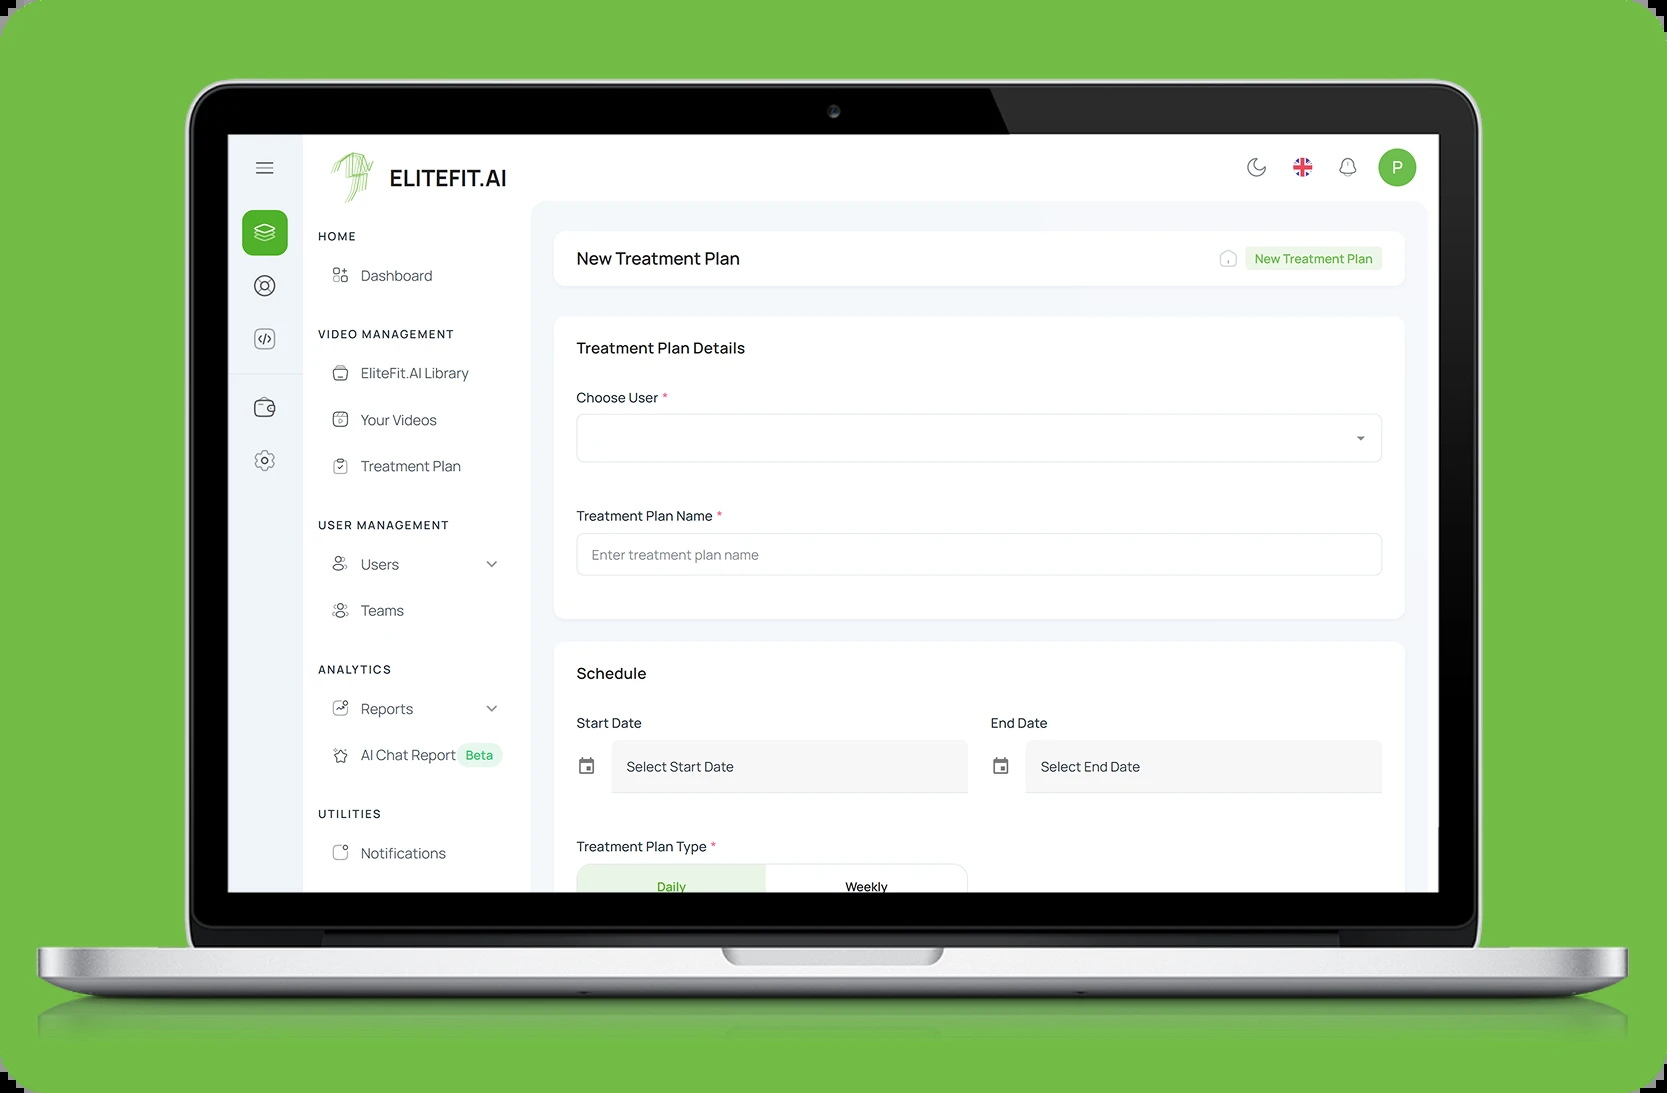 ELITEFIT.AI
P
HOME
Dashboard
VIDEO MANAGEMENT
EliteFit.AI Library
Your Videos
Treatment Plan
USER MANAGEMENT
Users
Teams
ANALYTICS
Reports
AI Chat Report Beta
UTILITIES
Notifications
New Treatment Plan
New Treatment Plan
Treatment Plan Details
Choose User *
Treatment Plan Name *
Enter treatment plan name
Schedule
Start Date
End Date
Select Start Date
Select End Date
Treatment Plan Type *
Daily
Weekly